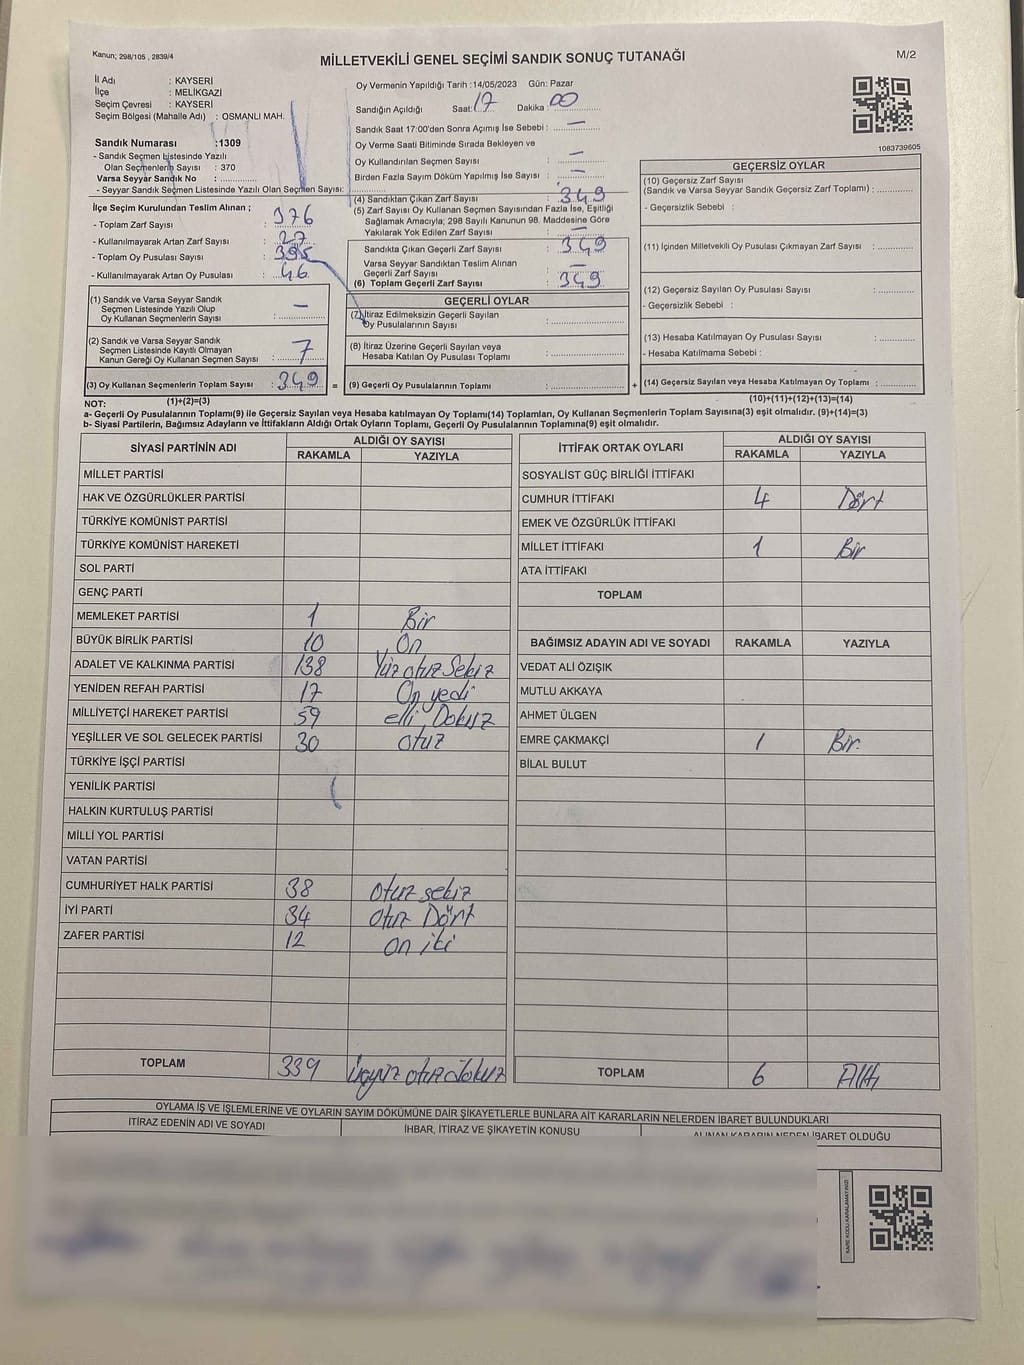 Kanun; 298/105 , 2839/4
MİLLETVEKİLİ GENEL SEÇİMİ SANDIK SONUÇ TUTANAĞI
M/2
İl Adı : KAYSERİ
İlçe : MELİKGAZİ
Seçim Çevresi : KAYSERİ
Seçim Bölgesi (Mahalle Adı) : OSMANLI MAH.
Sandık Numarası :1309
- Sandık Seçmen Listesinde Yazılı
Olan Seçmenlerin Sayısı : 370
Varsa Seyyar Sandık No : ....................
- Seyyar Sandık Seçmen Listesinde Yazılı Olan Seçmen Sayısı: ....................
İlçe Seçim Kurulundan Teslim Alınan ;
- Toplam Zarf Sayısı : 376
- Kullanılmayarak Artan Zarf Sayısı : 27
- Toplam Oy Pusulası Sayısı : 395
- Kullanılmayarak Artan Oy Pusulası : 46
(1) Sandık ve Varsa Seyyar Sandık
Seçmen Listesinde Yazılı Olup
Oy Kullanan Seçmenlerin Sayısı : –
(2) Sandık ve Varsa Seyyar Sandık
Seçmen Listesinde Kayıtlı Olmayan
Kanun Gereği Oy Kullanan Seçmen Sayısı : 7
(3) Oy Kullanan Seçmenlerin Toplam Sayısı : 349
(1)+(2)=(3)
Oy Vermenin Yapıldığı Tarih :14/05/2023 Gün: Pazar
Sandığın Açıldığı Saat: 17 Dakika : 00
Sandık Saat 17:00'den Sonra Açımış İse Sebebi : –
Oy Verme Saati Bitiminde Sırada Bekleyen ve
Oy Kullandırılan Seçmen Sayısı : –
Birden Fazla Sayım Döküm Yapılmış İse Sayısı : –
(4) Sandıktan Çıkan Zarf Sayısı : 349
(5) Zarf Sayısı Oy Kullanan Seçmen Sayısından Fazla İse, Eşitliği
Sağlamak Amacıyla; 298 Sayılı Kanunun 98. Maddesine Göre
Yakılarak Yok Edilen Zarf Sayısı : –
Sandıkta Çıkan Geçerli Zarf Sayısı : 349
Varsa Seyyar Sandıktan Teslim Alınan
Geçerli Zarf Sayısı : –
(6) Toplam Geçerli Zarf Sayısı : 349
GEÇERLİ OYLAR
(7) İtiraz Edilmeksizin Geçerli Sayılan
Oy Pusulalarının Sayısı : ....................
(8) İtiraz Üzerine Geçerli Sayılan veya
Hesaba Katılan Oy Pusulası Toplamı : ....................
= (9) Geçerli Oy Pusulalarının Toplamı : ....................
1083739605
GEÇERSİZ OYLAR
(10) Geçersiz Zarf Sayısı
(Sandık ve Varsa Seyyar Sandık Geçersiz Zarf Toplamı) : ............
- Geçersizlik Sebebi :
(11) İçinden Milletvekili Oy Pusulası Çıkmayan Zarf Sayısı : ............
(12) Geçersiz Sayılan Oy Pusulası Sayısı : ............
- Geçersizlik Sebebi :
(13) Hesaba Katılmayan Oy Pusulası Sayısı : ............
- Hesaba Katılmama Sebebi :
+ (14) Geçersiz Sayılan veya Hesaba Katılmayan Oy Toplamı : ............
(10)+(11)+(12)+(13)=(14)
NOT:
a- Geçerli Oy Pusulalarının Toplamı(9) ile Geçersiz Sayılan veya Hesaba katılmayan Oy Toplamı(14) Toplamları, Oy Kullanan Seçmenlerin Toplam Sayısına(3) eşit olmalıdır. (9)+(14)=(3)
b- Siyasi Partilerin, Bağımsız Adayların ve İttifakların Aldığı Ortak Oyların Toplamı, Geçerli Oy Pusulalarının Toplamına(9) eşit olmalıdır.
SİYASİ PARTİNİN ADI ALDIĞI OY SAYISI
RAKAMLA YAZIYLA
MİLLET PARTİSİ
HAK VE ÖZGÜRLÜKLER PARTİSİ
TÜRKİYE KOMÜNİST PARTİSİ
TÜRKİYE KOMÜNİST HAREKETİ
SOL PARTİ
GENÇ PARTİ
MEMLEKET PARTİSİ 1 Bir
BÜYÜK BİRLİK PARTİSİ 10 On
ADALET VE KALKINMA PARTİSİ 138 Yüz otuz Sekiz
YENİDEN REFAH PARTİSİ 17 On yedi
MİLLİYETÇİ HAREKET PARTİSİ 59 elli Dokuz
YEŞİLLER VE SOL GELECEK PARTİSİ 30 otuz
TÜRKİYE İŞÇİ PARTİSİ
YENİLİK PARTİSİ
HALKIN KURTULUŞ PARTİSİ
MİLLİ YOL PARTİSİ
VATAN PARTİSİ
CUMHURİYET HALK PARTİSİ 38 otuz sekiz
İYİ PARTİ 34 otuz Dört
ZAFER PARTİSİ 12 on iki
TOPLAM 339 üçyüz otuz dokuz
İTTİFAK ORTAK OYLARI ALDIĞI OY SAYISI
RAKAMLA YAZIYLA
SOSYALİST GÜÇ BİRLİĞİ İTTİFAKI
CUMHUR İTTİFAKI 4 Dört
EMEK VE ÖZGÜRLÜK İTTİFAKI
MİLLET İTTİFAKI 1 Bir
ATA İTTİFAKI
TOPLAM
BAĞIMSIZ ADAYIN ADI VE SOYADI RAKAMLA YAZIYLA
VEDAT ALİ ÖZIŞIK
MUTLU AKKAYA
AHMET ÜLGEN
EMRE ÇAKMAKÇİ 1 Bir.
BİLAL BULUT
TOPLAM 6 Altı
OYLAMA İŞ VE İŞLEMLERİNE VE OYLARIN SAYIM DÖKÜMÜNE DAİR ŞİKAYETLERLE BUNLARA AİT KARARLARIN NELERDEN İBARET BULUNDUKLARI
İTİRAZ EDENİN ADI VE SOYADI İHBAR, İTİRAZ VE ŞİKAYETİN KONUSU ALINAN KARARIN NEDEN İBARET OLDUĞU
KARE KODU KARALAMAYINIZ!